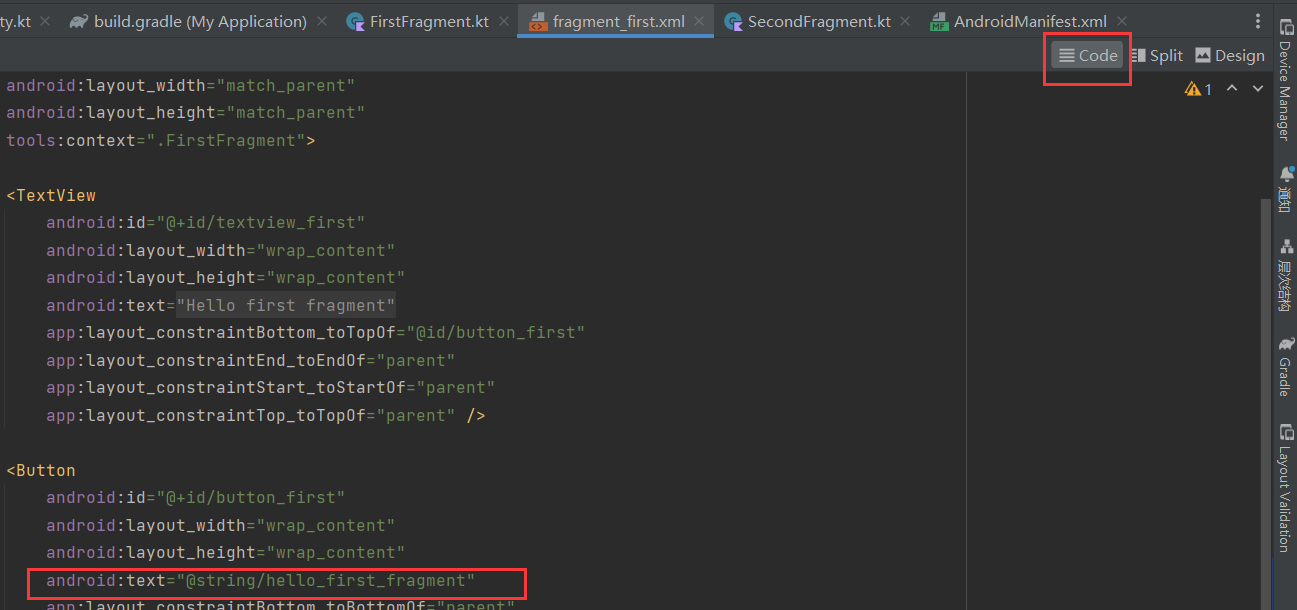 ty.kt build.gradle (My Application) FirstFragment.kt fragment_first.xml SecondFragment.kt AndroidManifest.xml
Code Split Design
1
android:layout_width="match_parent"
android:layout_height="match_parent"
tools:context=".FirstFragment">
<TextView
android:id="@+id/textview_first"
android:layout_width="wrap_content"
android:layout_height="wrap_content"
android:text="Hello first fragment"
app:layout_constraintBottom_toTopOf="@id/button_first"
app:layout_constraintEnd_toEndOf="parent"
app:layout_constraintStart_toStartOf="parent"
app:layout_constraintTop_toTopOf="parent" />
<Button
android:id="@+id/button_first"
android:layout_width="wrap_content"
android:layout_height="wrap_content"
android:text="@string/hello_first_fragment"
app:layout_constraintBottom_toBottomOf="parent"
Device Manager
通知
层次结构
Gradle
Layout Validation